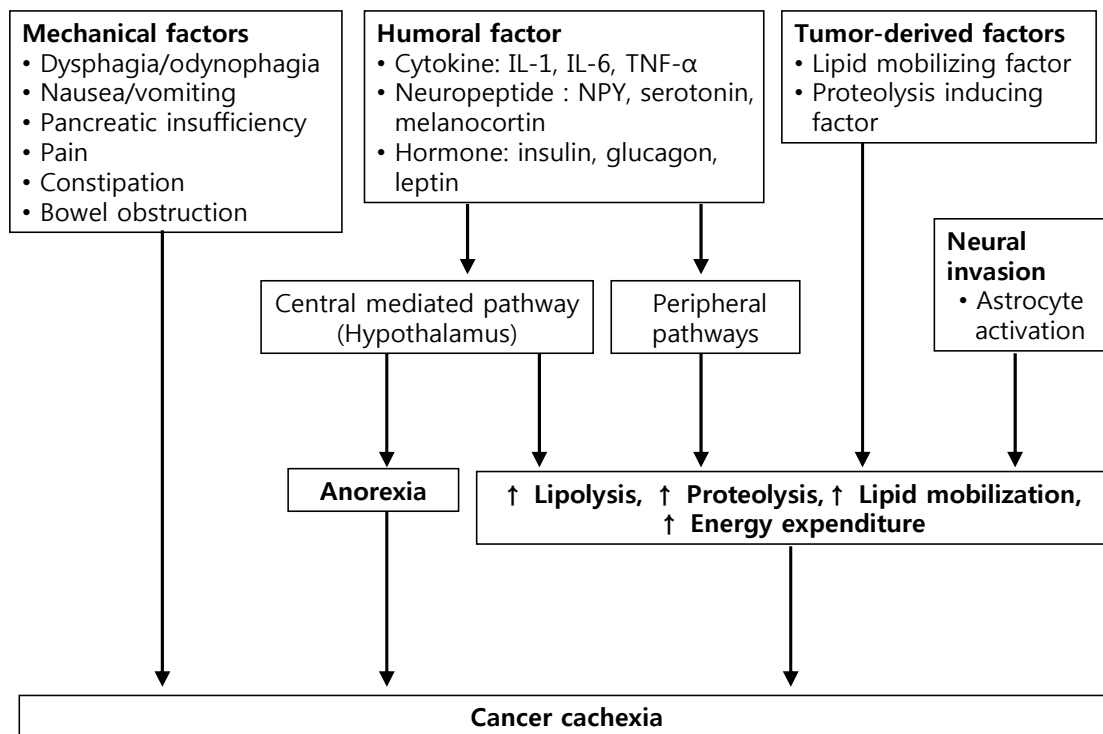 Mechanical factors
• Dysphagia/odynophagia
• Nausea/vomiting
• Pancreatic insufficiency
• Pain
• Constipation
• Bowel obstruction
Humoral factor
• Cytokine: IL-1, IL-6, TNF-α
• Neuropeptide : NPY, serotonin,
melanocortin
• Hormone: insulin, glucagon,
leptin
Tumor-derived factors
• Lipid mobilizing factor
• Proteolysis inducing
factor
Neural
invasion
• Astrocyte
activation
Central mediated pathway
(Hypothalamus)
Peripheral
pathways
Anorexia
↑ Lipolysis, ↑ Proteolysis, ↑ Lipid mobilization,
↑ Energy expenditure
Cancer cachexia